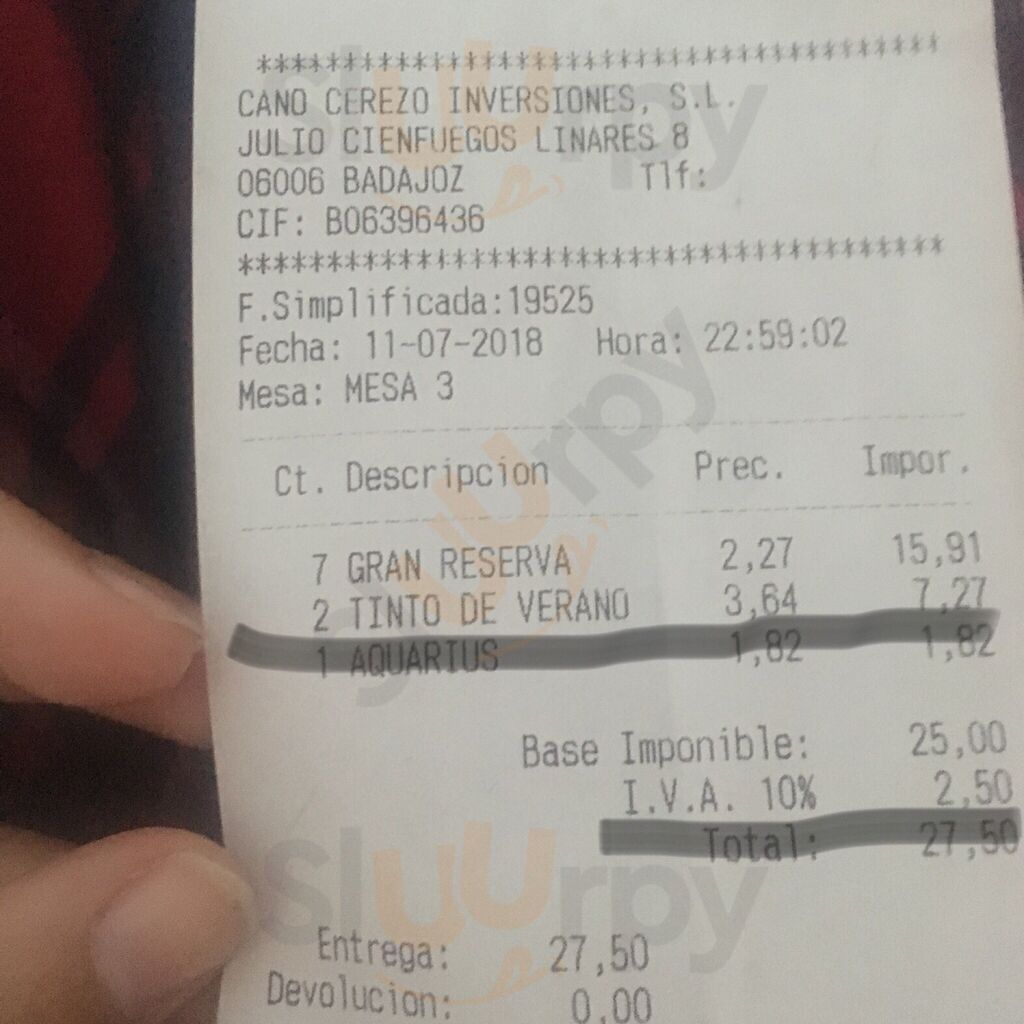 ****************************************
CANO CEREZO INVERSIONES, S.L.
JULIO CIENFUEGOS LINARES 8
06006 BADAJOZ Tlf:
CIF: B06396436
****************************************
F.Simplificada:19525
Fecha: 11-07-2018 Hora: 22:59:02
Mesa: MESA 3
Ct. Descripcion Prec. Impor.
7 GRAN RESERVA 2,27 15,91
2 TINTO DE VERANO 3,64 7,27
1 AQUARIUS 1,82 1,82
Base Imponible: 25,00
I.V.A. 10% 2,50
Total: 27,50
Entrega: 27,50
Devolucion: 0,00
sluurpy
sluurpy
sluurpy